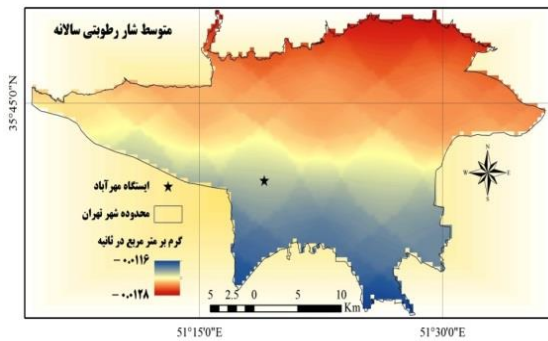 متوسط شار رطوبتی سالانه
35°45'0"N
N
W
E
S
ایستگاه مهرآباد
محدوده شهر تهران
گرم بر متر مربع در ثانیه
− ۰.۰۱۱۶
− ۰.۰۱۲۸
5 2.5 0 5 10
Km
51°15'0"E
51°30'0"E